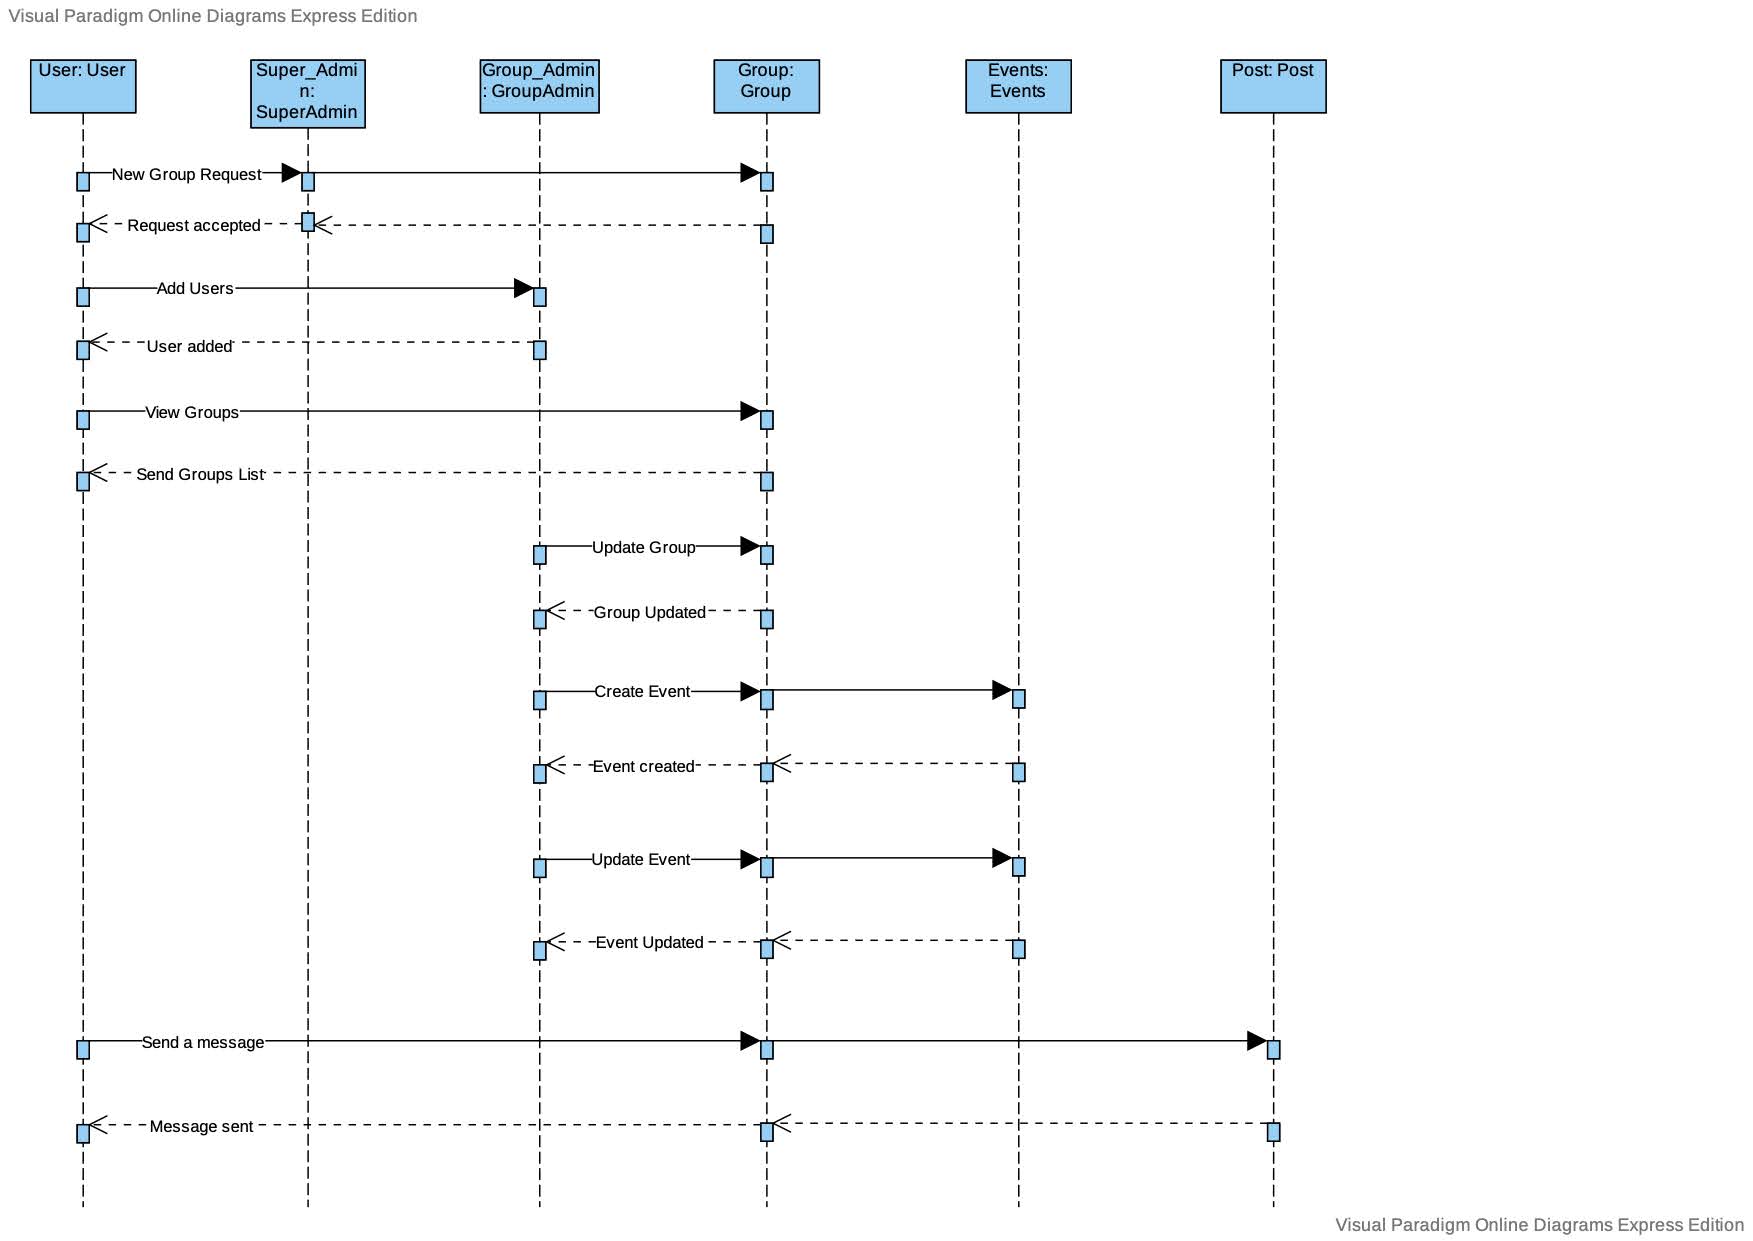 Visual Paradigm Online Diagrams Express Edition
User: User
Super_Admi
n:
SuperAdmin
Group_Admin
: GroupAdmin
Group:
Group
Events:
Events
Post: Post
New Group Request
Request accepted
Add Users
User added
View Groups
Send Groups List
Update Group
Group Updated
Create Event
Event created
Update Event
Event Updated
Send a message
Message sent
Visual Paradigm Online Diagrams Express Edition